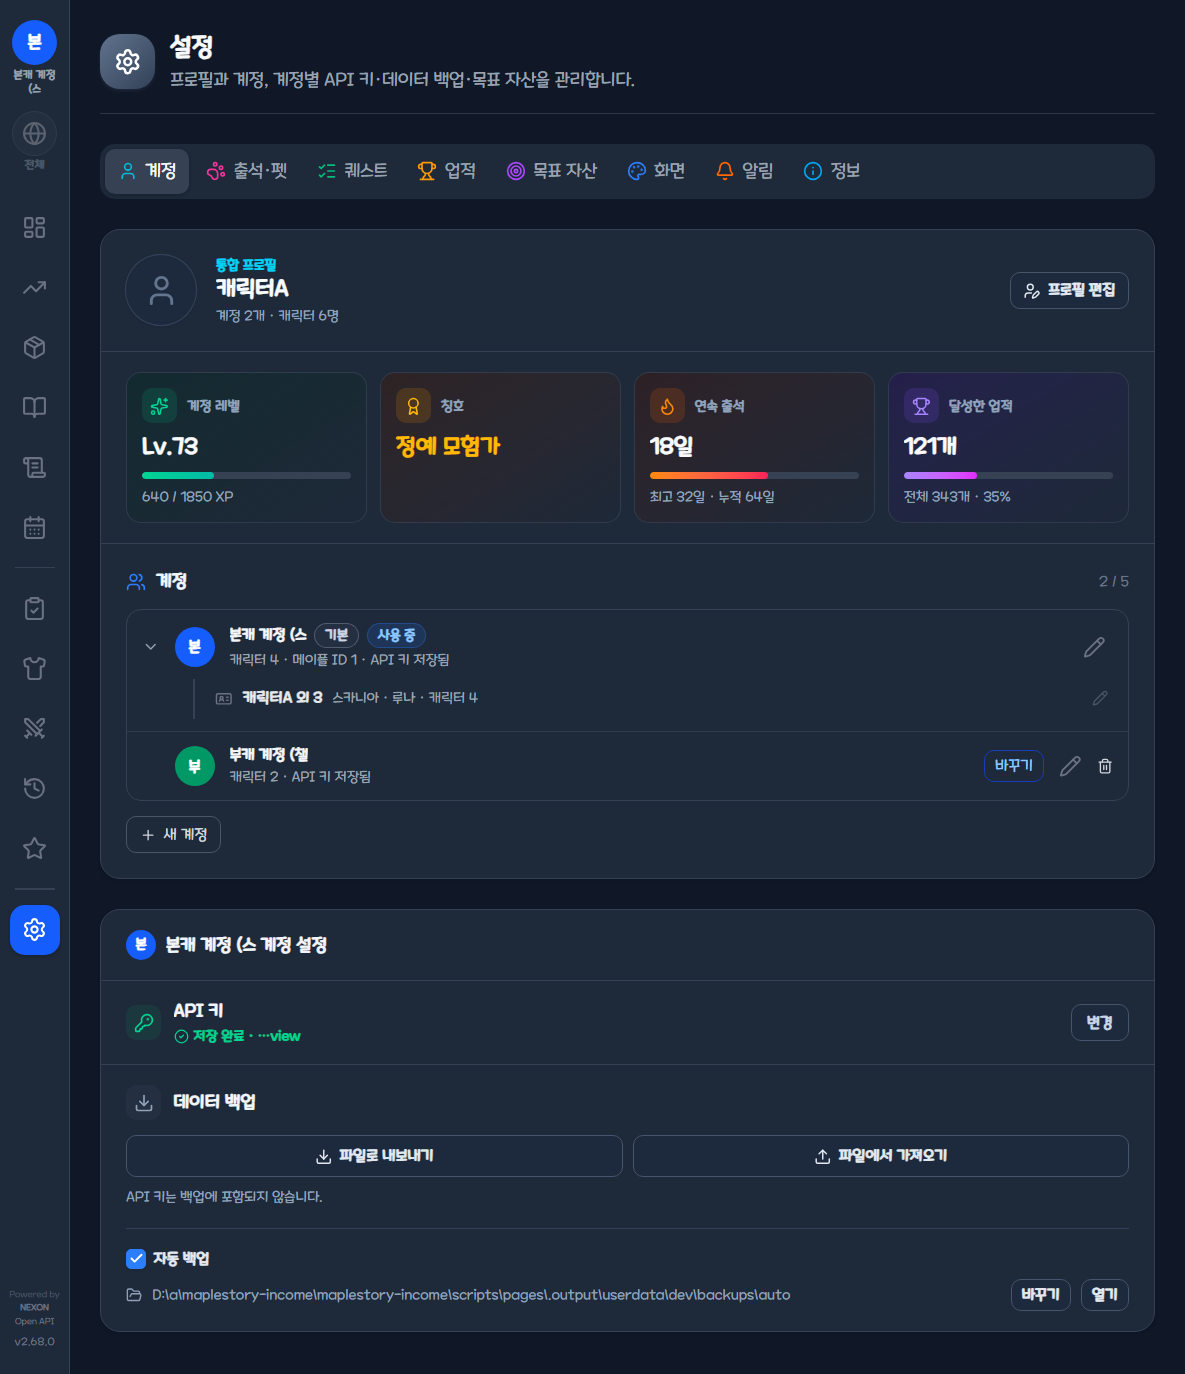 본
본캐 계정
(스
전체
Powered by
NEXON
Open API
v2.68.0
설정
프로필과 계정, 계정별 API 키·데이터 백업·목표 자산을 관리합니다.
계정
출석·펫
퀘스트
업적
목표 자산
화면
알림
정보
통합 프로필
캐릭터A
계정 2개 · 캐릭터 6명
프로필 편집
계정 레벨
Lv.73
640 / 1850 XP
칭호
정예 모험가
연속 출석
18일
최고 32일 · 누적 64일
달성한 업적
121개
전체 343개 · 35%
계정
2 / 5
본
본캐 계정 (스 기본 사용 중
캐릭터 4 · 메이플 ID 1 · API 키 저장됨
캐릭터A 외 3 스카니아 · 루나 · 캐릭터 4
부
부캐 계정 (챌
캐릭터 2 · API 키 저장됨
바꾸기
새 계정
본
본캐 계정 (스 계정 설정
API 키
저장 완료 · ···view
변경
데이터 백업
파일로 내보내기
파일에서 가져오기
API 키는 백업에 포함되지 않습니다.
자동 백업
D:\a\maplestory-income\maplestory-income\scripts\pages\.output\userdata\dev\backups\auto
바꾸기
열기